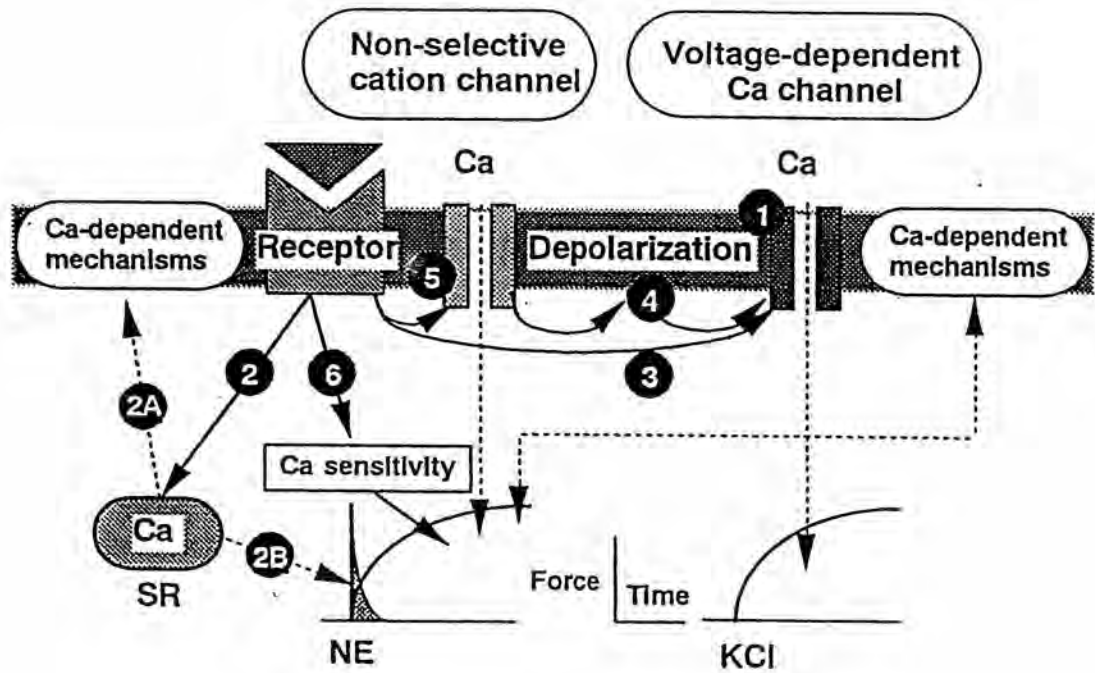 Non-selective
cation channel
Voltage-dependent
Ca channel
Ca
Ca
1
Ca-dependent
mechanisms
Receptor
Depolarization
Ca-dependent
mechanisms
5
4
3
2
6
2A
Ca sensitivity
Ca
2B
SR
Force
Time
NE
KCl